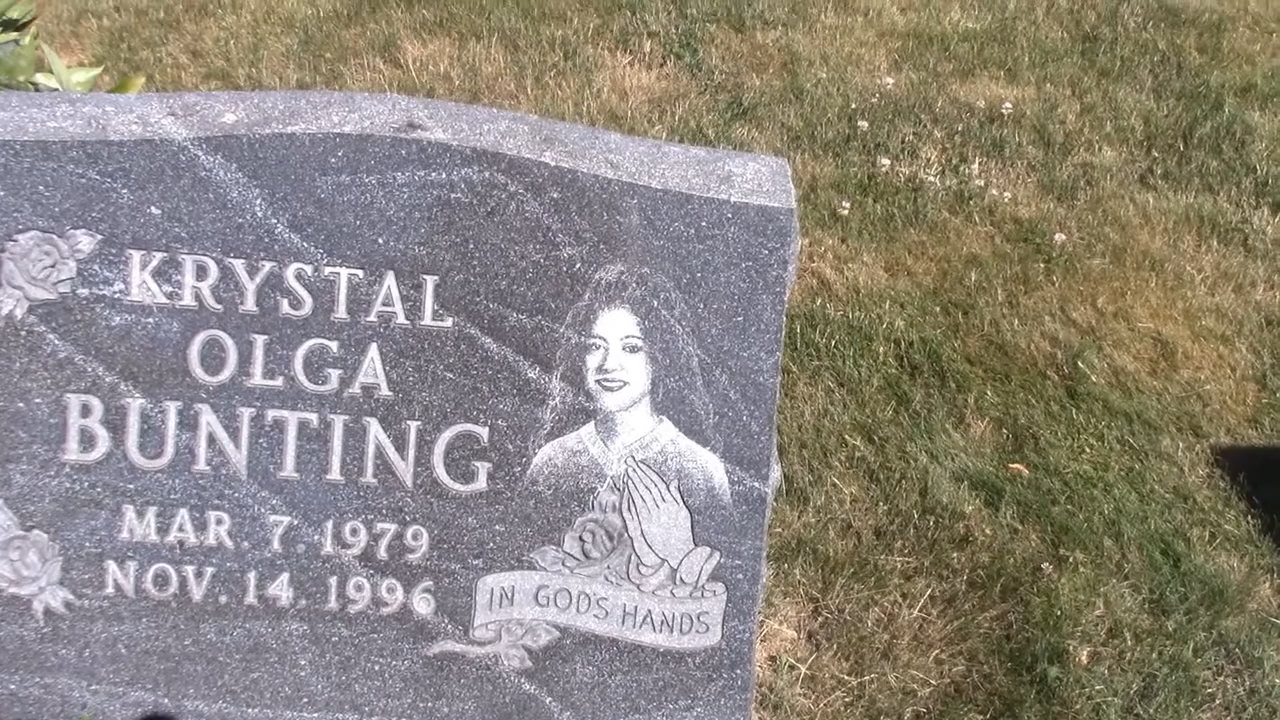 KRYSTAL
OLGA
BUNTING
MAR. 7. 1979
NOV. 14. 1996
IN GOD'S HANDS